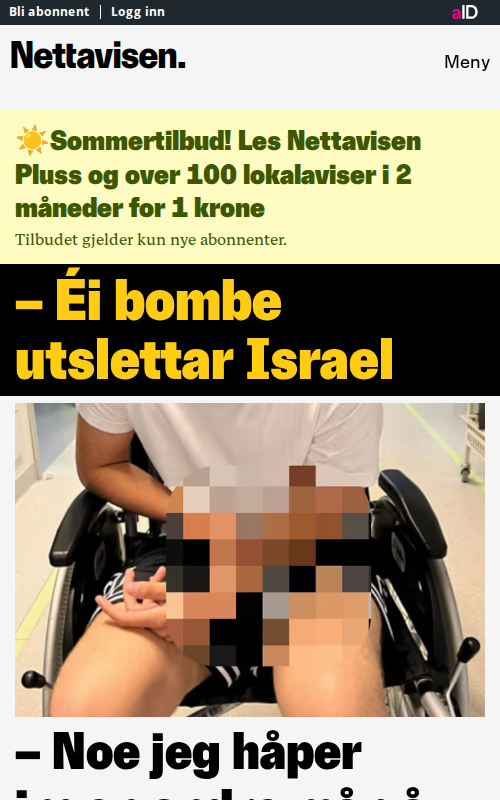 Bli abonnent | Logg inn
aID
Nettavisen.
Meny
☀️Sommertilbud! Les Nettavisen
Pluss og over 100 lokalaviser i 2
måneder for 1 krone
Tilbudet gjelder kun nye abonnenter.
– Éi bombe
utslettar Israel
– Noe jeg håper